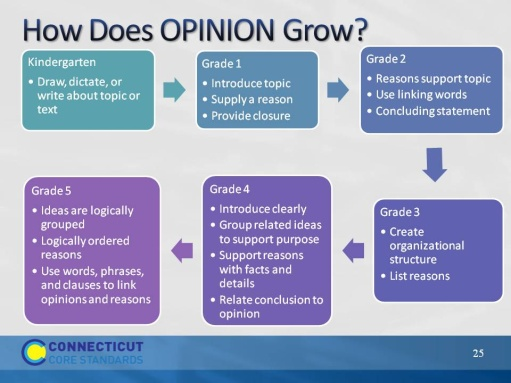 How Does OPINION Grow?
Kindergarten
• Draw, dictate, or
write about topic or
text
Grade 1
• Introduce topic
• Supply a reason
• Provide closure
Grade 2
• Reasons support topic
• Use linking words
• Concluding statement
Grade 3
• Create
organizational
structure
• List reasons
Grade 4
• Introduce clearly
• Group related ideas
to support purpose
• Support reasons
with facts and
details
• Relate conclusion to
opinion
Grade 5
• Ideas are logically
grouped
• Logically ordered
reasons
• Use words, phrases,
and clauses to link
opinions and reasons
CONNECTICUT
CORE STANDARDS
25